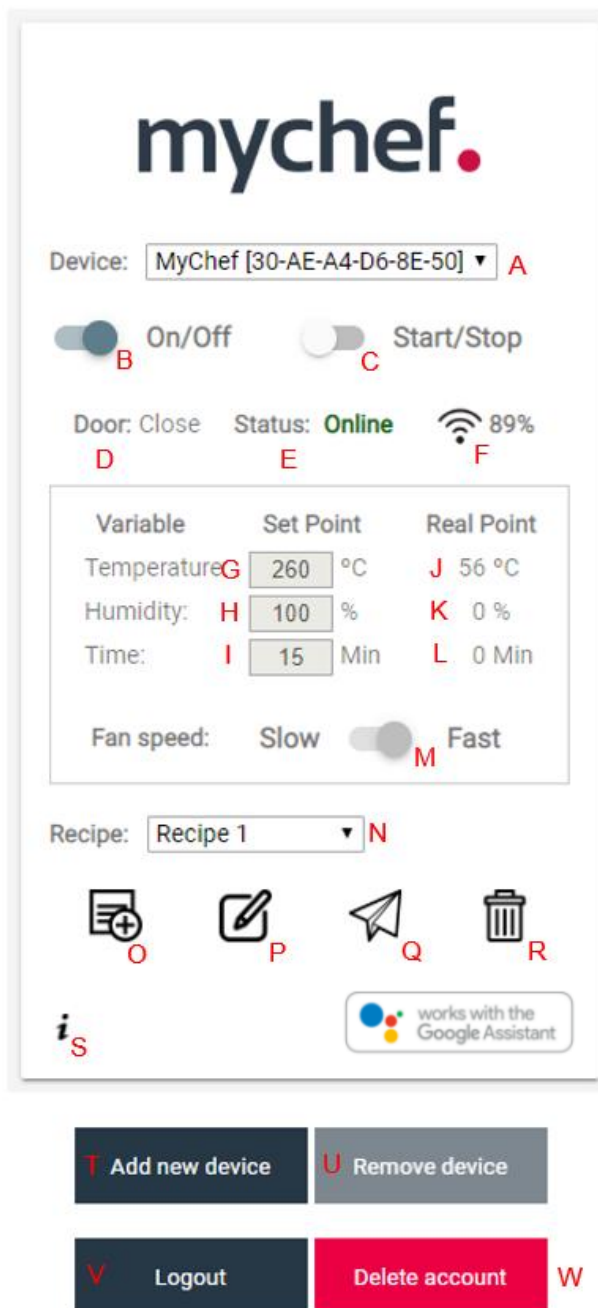 mychef.
Device: MyChef [30-AE-A4-D6-8E-50] A
B On/Off C Start/Stop
Door: Close Status: Online 89%
D E F
Variable Set Point Real Point
Temperature G 260 ºC J 56 ºC
Humidity: H 100 % K 0 %
Time: I 15 Min L 0 Min
Fan speed: Slow M Fast
Recipe: Recipe 1 N
O P Q R
i S works with the
Google Assistant
T Add new device U Remove device
V Logout Delete account W